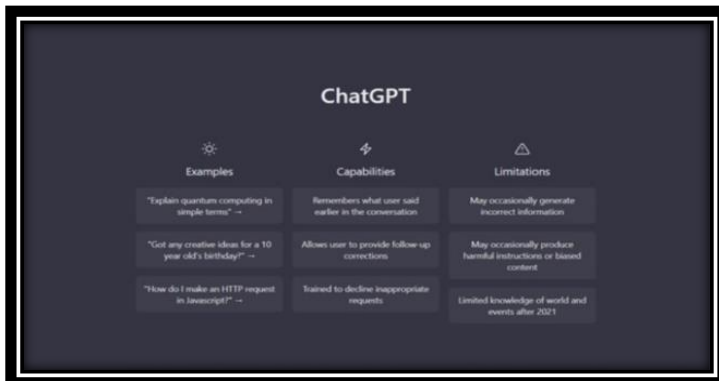 ChatGPT
Examples
Capabilities
Limitations
"Explain quantum computing in
simple terms" →
Remembers what user said
earlier in the conversation
May occasionally generate
incorrect information
"Got any creative ideas for a 10
year old's birthday?" →
Allows user to provide follow-up
corrections
May occasionally produce
harmful instructions or biased
content
"How do I make an HTTP request
in Javascript?" →
Trained to decline inappropriate
requests
Limited knowledge of world and
events after 2021